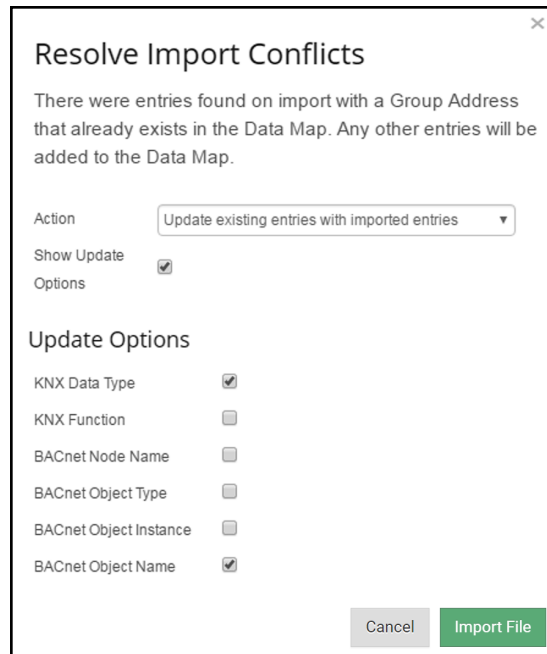 ×
Resolve Import Conflicts
There were entries found on import with a Group Address
that already exists in the Data Map. Any other entries will be
added to the Data Map.
Action
Update existing entries with imported entries
Show Update
Options
Update Options
KNX Data Type
KNX Function
BACnet Node Name
BACnet Object Type
BACnet Object Instance
BACnet Object Name
Cancel
Import File